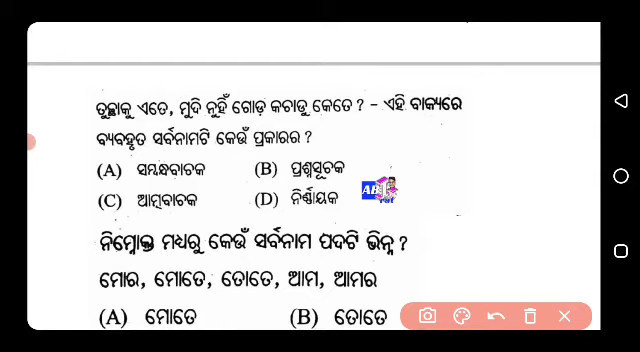 ତୁଚ୍ଛାକୁ ଏତେ, ମୁଦି ନୁହଁ ଗୋଡ଼ କଚାଡୁ କେତେ ? – ଏହି ବାକ୍ୟରେ
ବ୍ୟବହୃତ ସର୍ବନାମଟି କେଉଁ ପ୍ରକାରର ?
(A) ସମ୍ବନ୍ଧବାଚକ (B) ପ୍ରଶ୍ନସୂଚକ
(C) ଆତ୍ମବାଚକ (D) ନିର୍ଣ୍ଣାୟକ
ନିମ୍ନୋକ୍ତ ମଧ୍ୟରୁ କେଉଁ ସର୍ବନାମ ପଦଟି ଭିନ୍ନ ?
ମୋର, ମୋତେ, ତୋତେ, ଆମ, ଆମର
(A) ମୋତେ (B) ତୋତେ